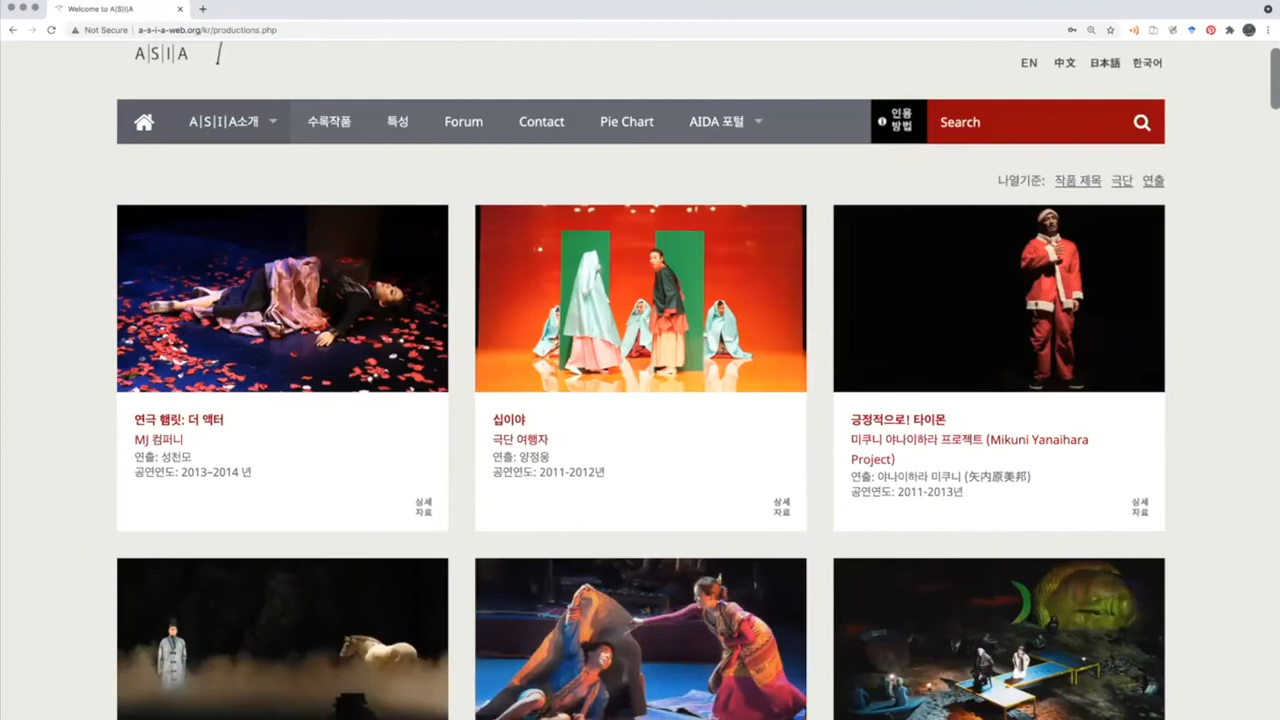 Welcome to A|S|I|A
Not Secure | a-s-i-a-web.org/kr/productions.php
A|S|I|A
EN 中文 日本語 한국어
A|S|I|A소개 수록작품 특성 Forum Contact Pie Chart AIDA 포털 인용 방법 Search
나열기준: 작품 제목 극단 연출
연극 햄릿: 더 액터
MJ 컴퍼니
연출: 성천모
공연연도: 2013–2014 년
상세
자료
십이야
극단 여행자
연출: 양정웅
공연연도: 2011-2012년
상세
자료
긍정적으로! 타이몬
미쿠니 야나이하라 프로젝트 (Mikuni Yanaihara
Project)
연출: 야나이하라 미쿠니 (矢内原美邦)
공연연도: 2011-2013년
상세
자료